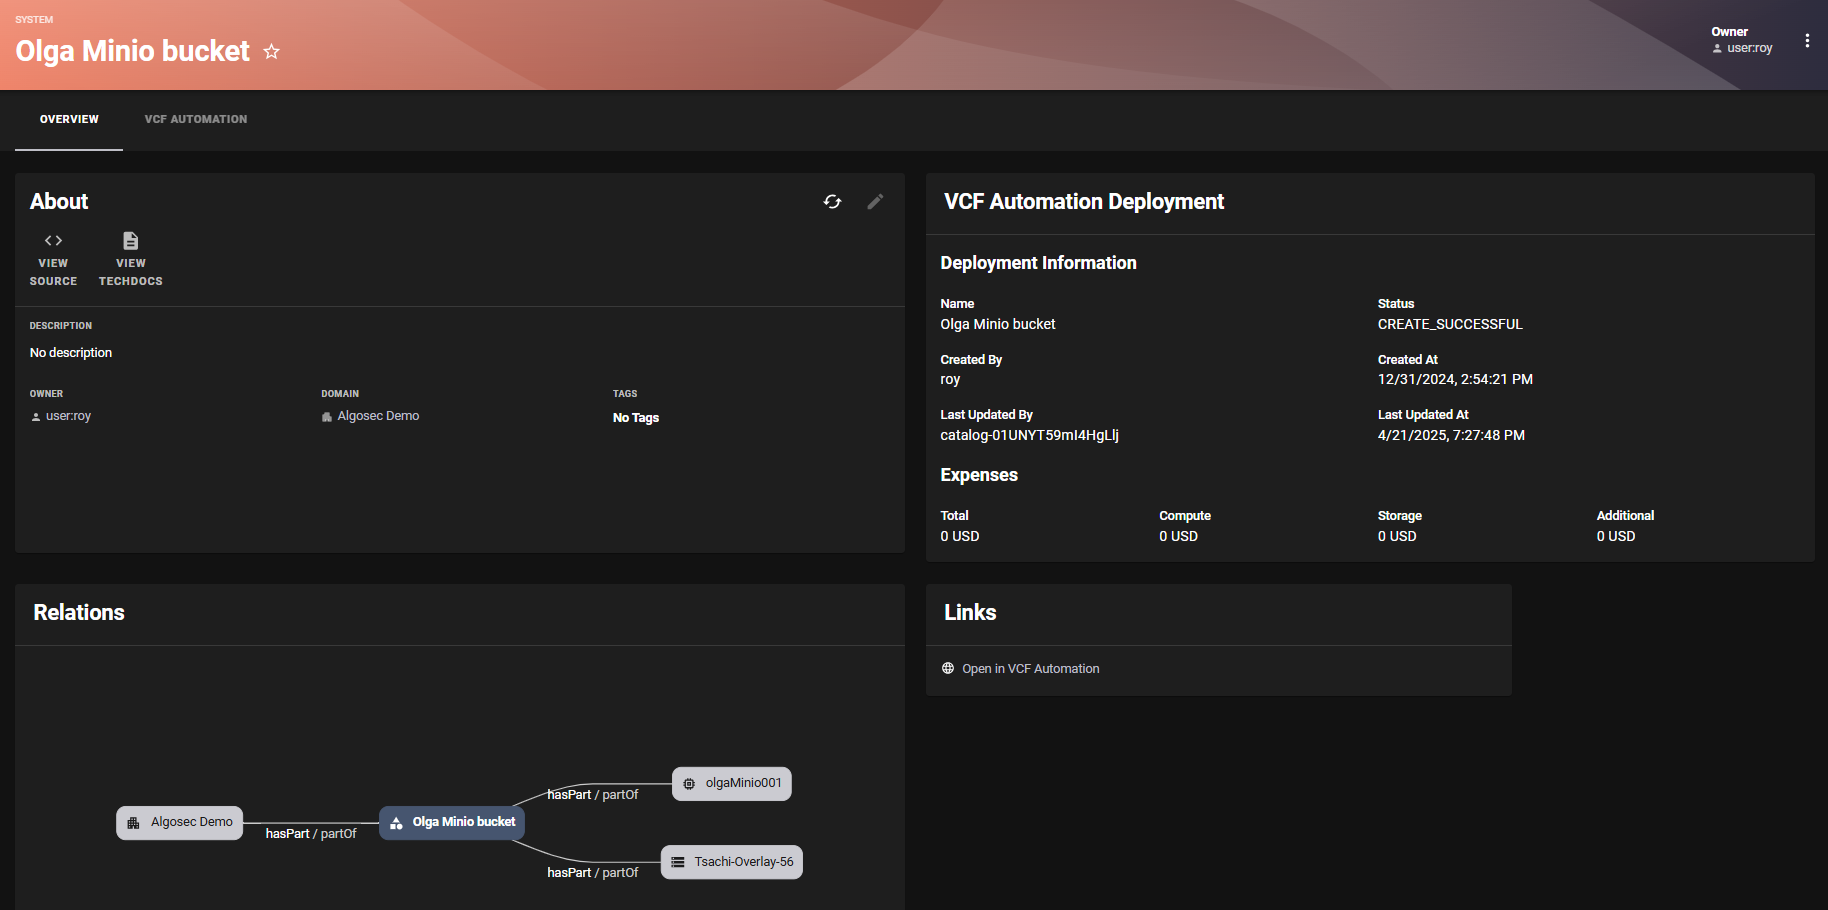 SYSTEM
Olga Minio bucket
Owner
user:roy
OVERVIEW
VCF AUTOMATION
About
VIEW SOURCE
VIEW TECHDOCS
DESCRIPTION
No description
OWNER
user:roy
DOMAIN
Algosec Demo
TAGS
No Tags
VCF Automation Deployment
Deployment Information
Name
Olga Minio bucket
Status
CREATE_SUCCESSFUL
Created By
roy
Created At
12/31/2024, 2:54:21 PM
Last Updated By
catalog-01UNYT59mI4HgLlj
Last Updated At
4/21/2025, 7:27:48 PM
Expenses
Total
0 USD
Compute
0 USD
Storage
0 USD
Additional
0 USD
Relations
Algosec Demo
hasPart / partOf
Olga Minio bucket
hasPart / partOf
olgaMinio001
hasPart / partOf
Tsachi-Overlay-56
Links
Open in VCF Automation